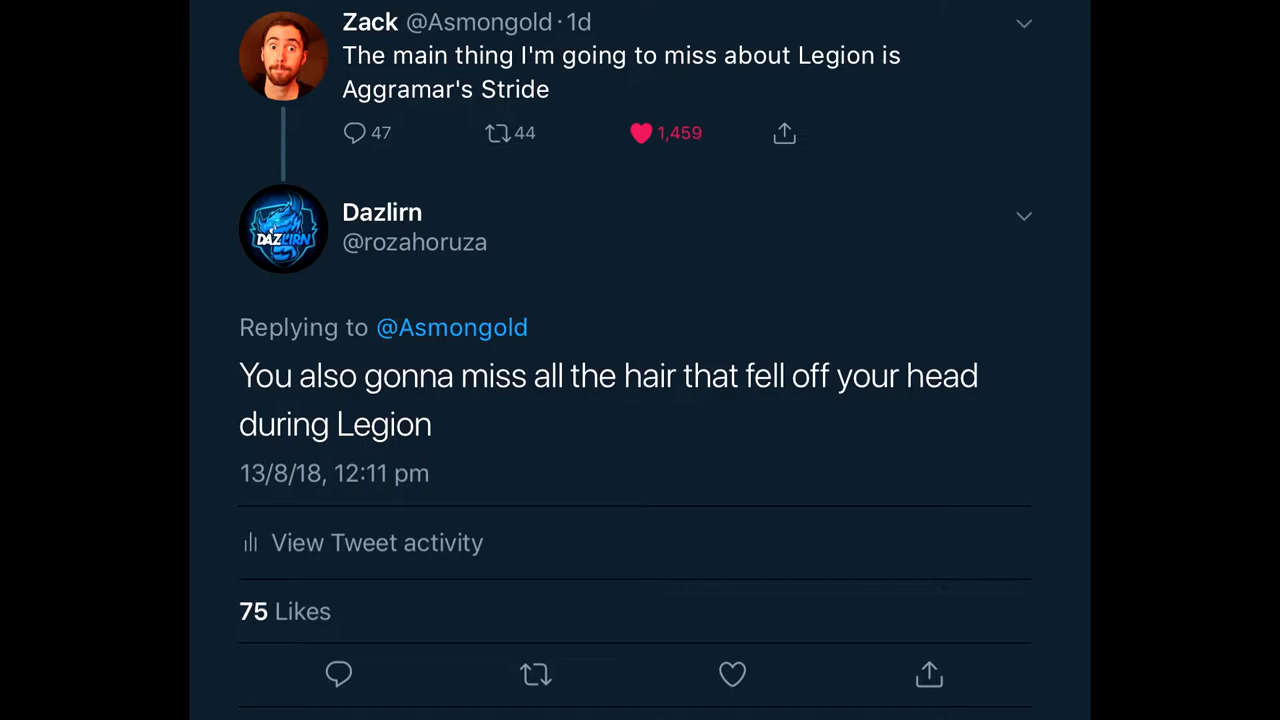 Zack @Asmongold · 1d
The main thing I'm going to miss about Legion is
Aggramar's Stride
47 44 1,459
DAZLIRN
Dazlirn
@rozahoruza
Replying to @Asmongold
You also gonna miss all the hair that fell off your head
during Legion
13/8/18, 12:11 pm
View Tweet activity
75 Likes